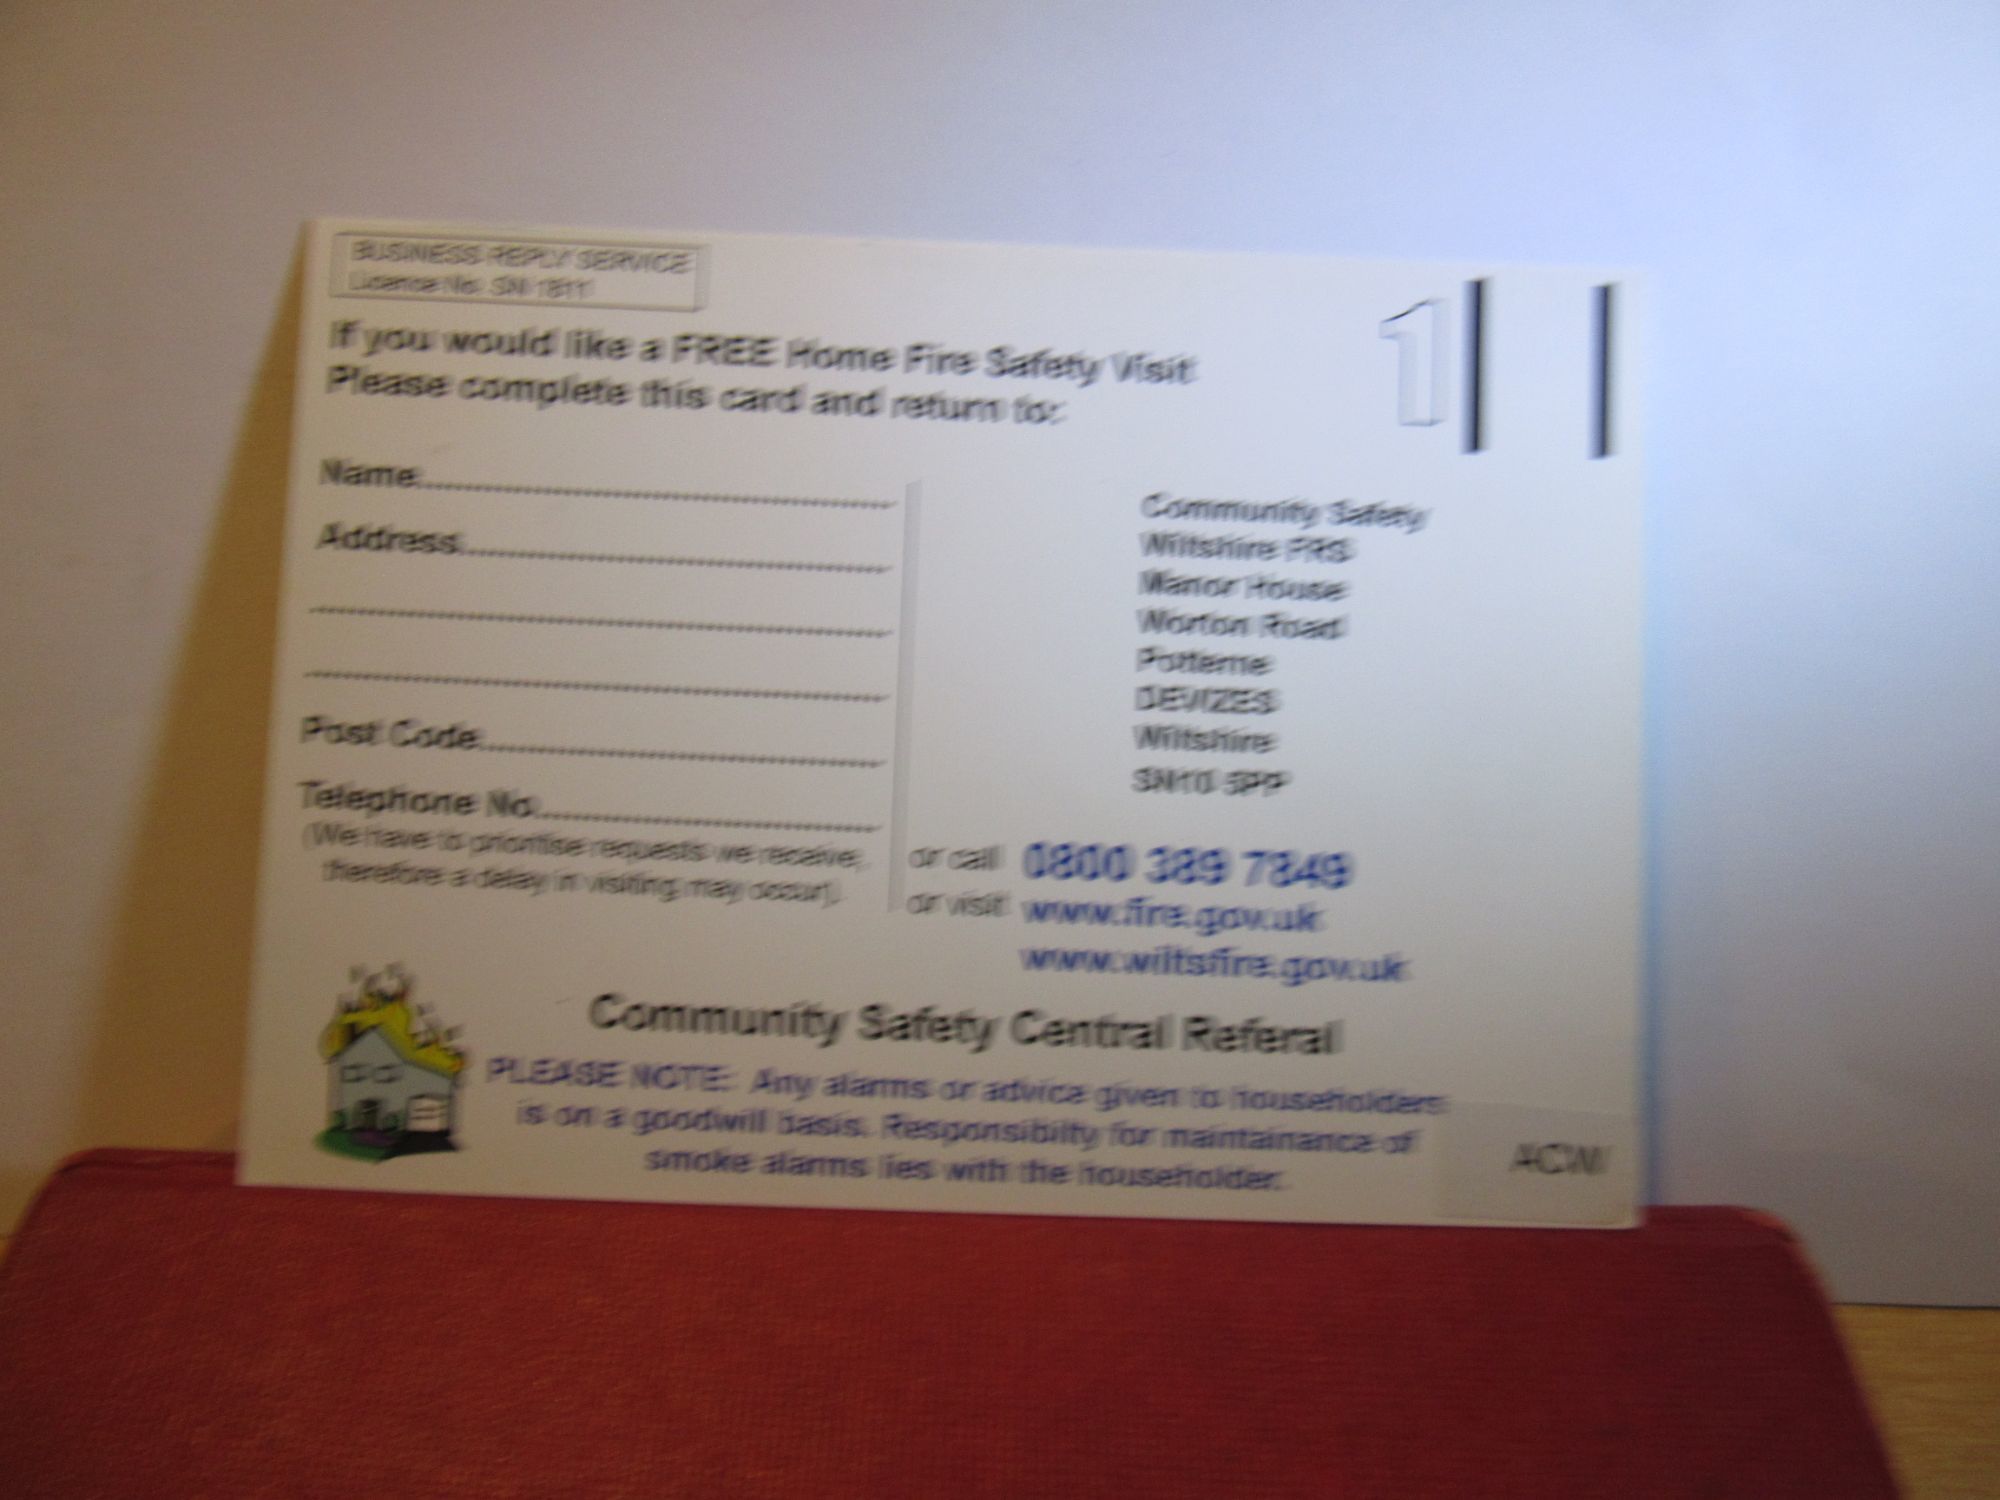 BUSINESS REPLY SERVICE
Licence No. SN 1811
1
If you would like a FREE Home Fire Safety Visit
Please complete this card and return to:
Name
Address
Post Code
Telephone No.
(We have to prioritise requests we receive,
therefore a delay in visiting may occur).
Community Safety
Wiltshire FRS
Manor House
Worton Road
Potterne
DEVIZES
Wiltshire
SN10 5PP
or call 0800 389 7849
or visit www.fire.gov.uk
www.wiltsfire.gov.uk
Community Safety Central Referal
PLEASE NOTE: Any alarms or advice given to householders
is on a goodwill basis. Responsibilty for maintainance of
smoke alarms lies with the householder.
ACW